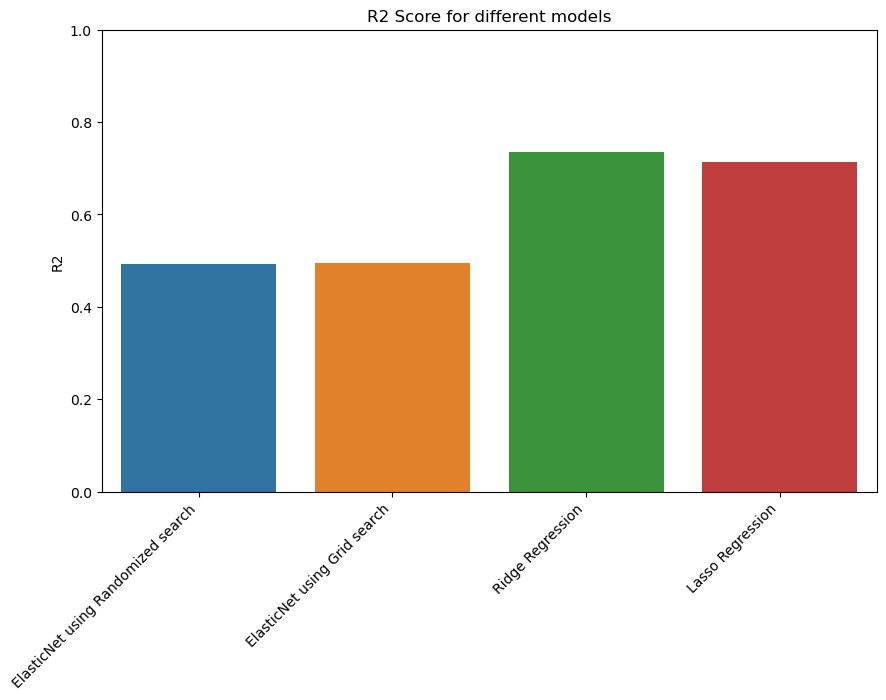 R2 Score for different models
1.0
0.8
0.6
0.4
0.2
0.0
R2
ElasticNet using Randomized search
ElasticNet using Grid search
Ridge Regression
Lasso Regression